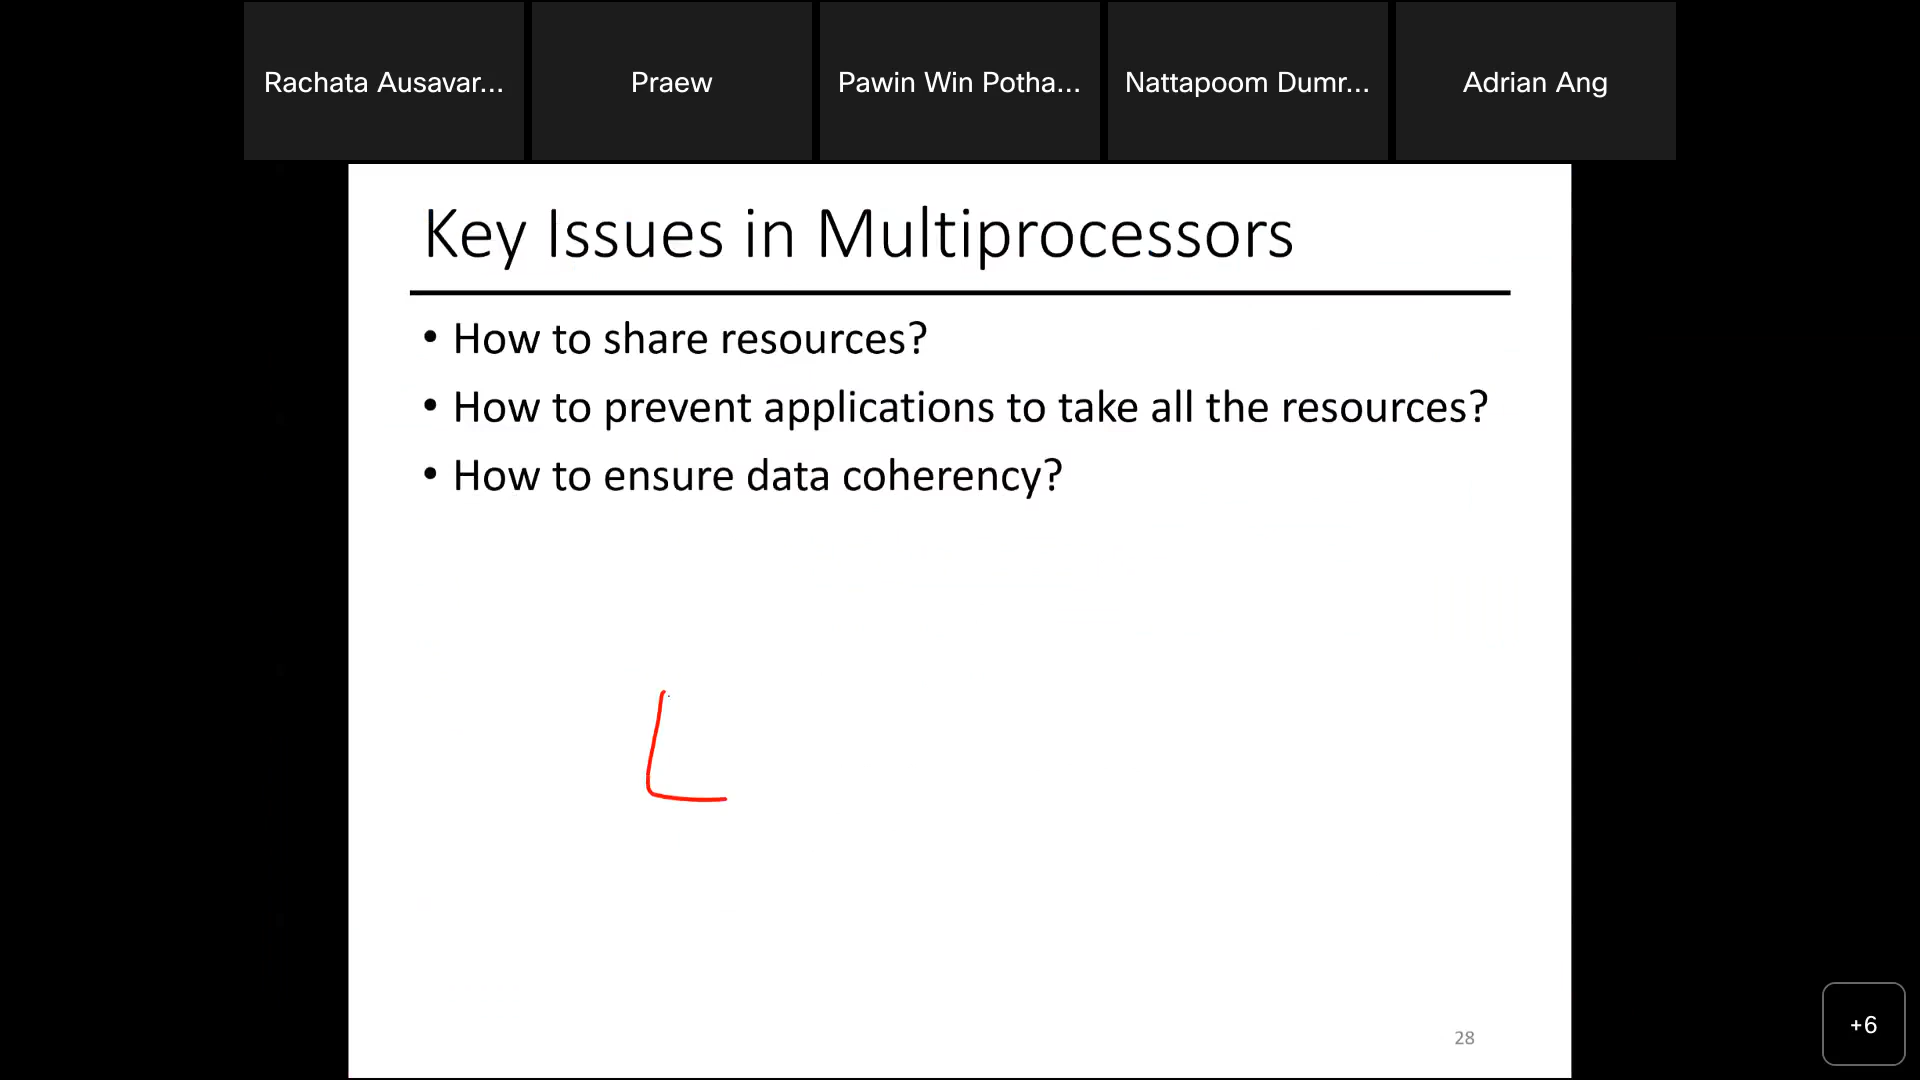 Rachata Ausavar...
Praew
Pawin Win Potha...
Nattapoom Dumr...
Adrian Ang
Key Issues in Multiprocessors
• How to share resources?
• How to prevent applications to take all the resources?
• How to ensure data coherency?
28
+6